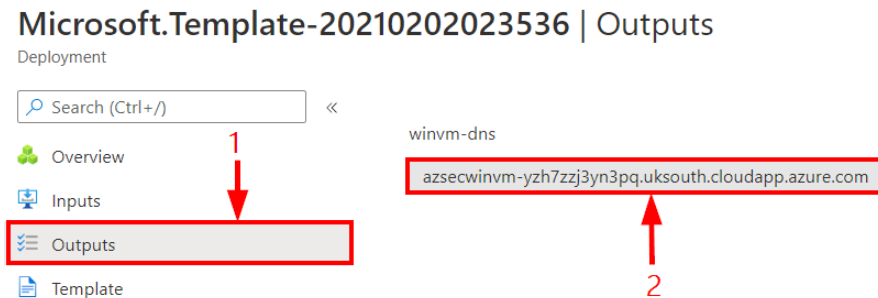 Microsoft.Template-20210202023536 | Outputs
Deployment
Search (Ctrl+/)
«
1
winvm-dns
Overview
azsecwinvm-yzh7zzj3yn3pq.uksouth.cloudapp.azure.com
Inputs
Outputs
2
Template